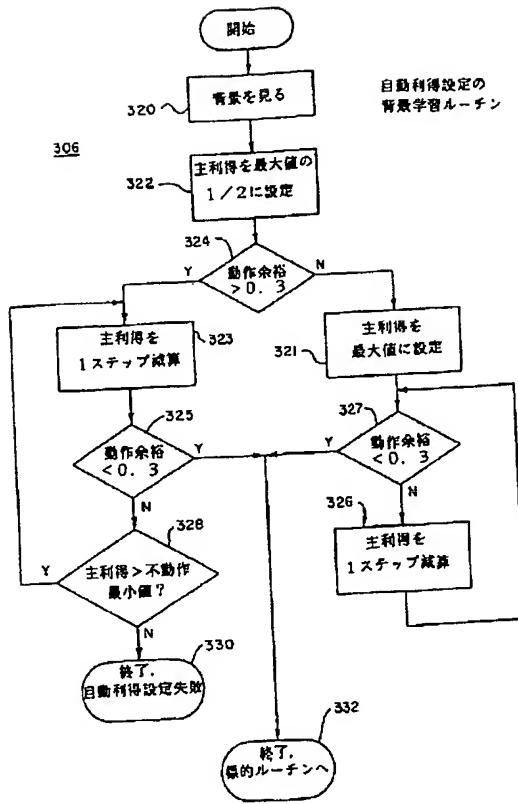 開始
自動利得設定の
背景学習ルーチン
背景を見る
320
306
主利得を最大値の
1/2に設定
322
324
動作余裕
>0.3
Y
N
主利得を
1ステップ減算
323
主利得を
最大値に設定
321
325
動作余裕
<0.3
Y
N
327
動作余裕
<0.3
Y
N
328
主利得>不動作
最小値?
Y
N
326
主利得を
1ステップ減算
330
終了,
自動利得設定失敗
332
終了,
標的ルーチンへ